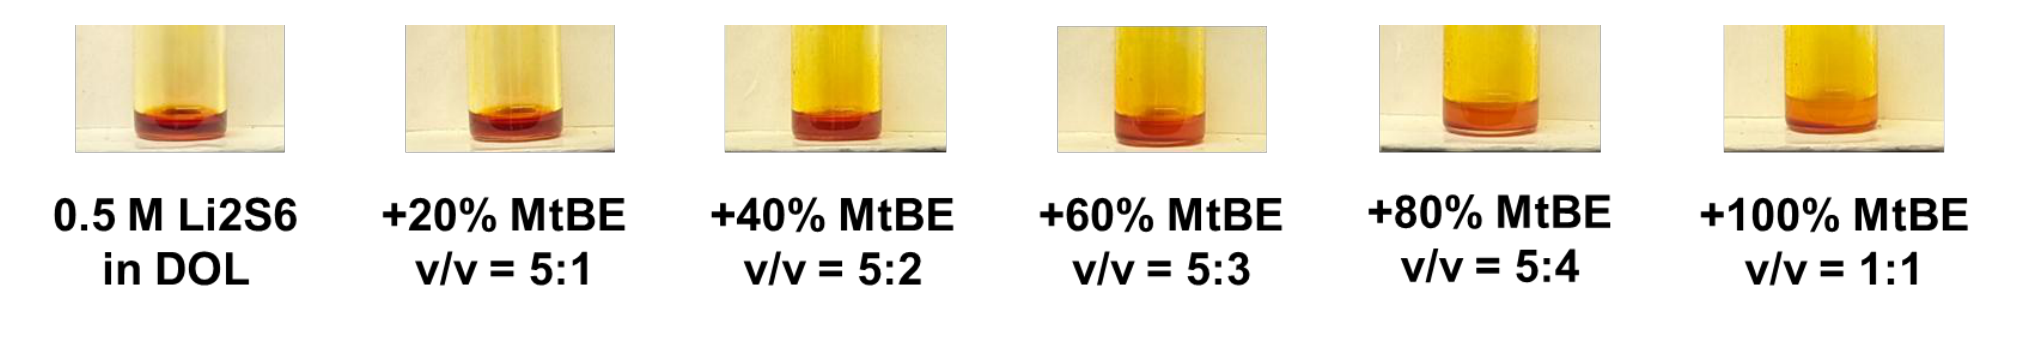 0.5 M Li2S6
in DOL
+20% MtBE
v/v = 5:1
+40% MtBE
v/v = 5:2
+60% MtBE
v/v = 5:3
+80% MtBE
v/v = 5:4
+100% MtBE
v/v = 1:1